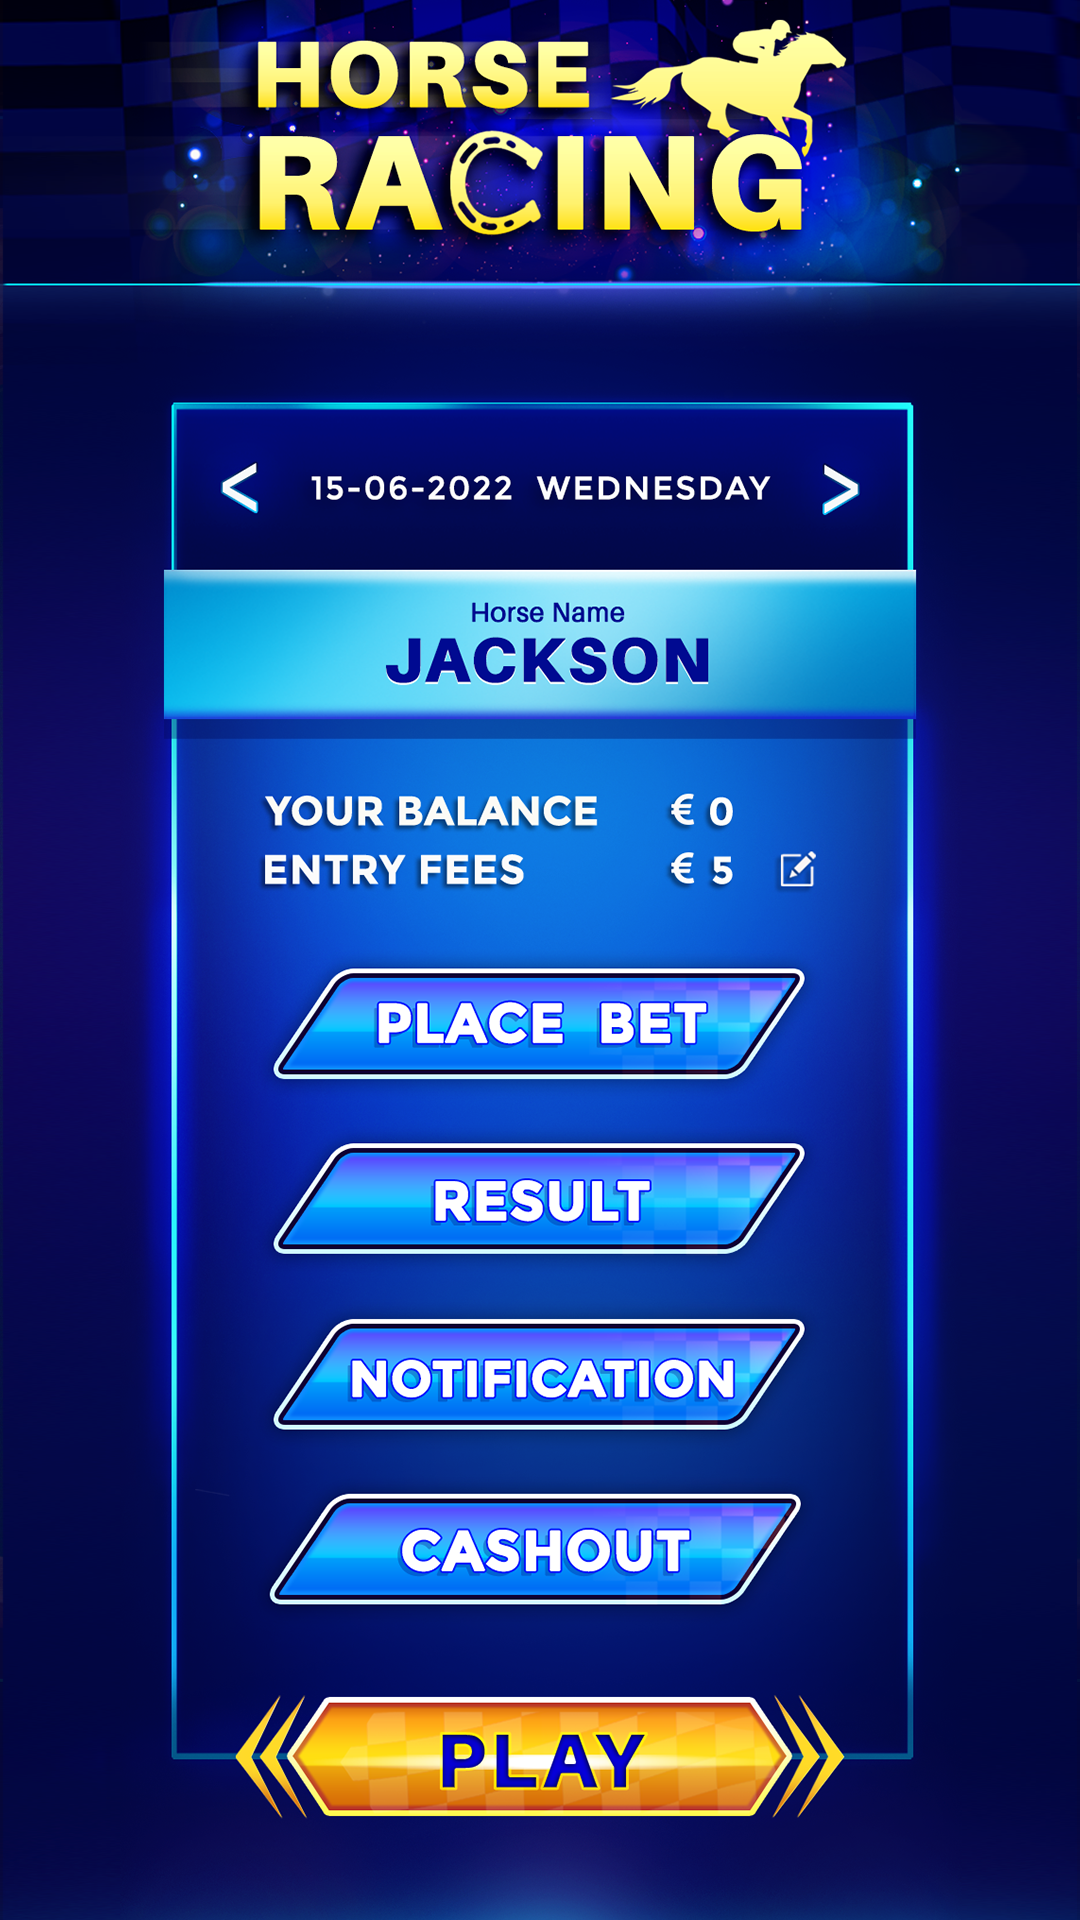 HORSE
RACING
< 15-06-2022 WEDNESDAY >
Horse Name
JACKSON
YOUR BALANCE € 0
ENTRY FEES € 5
PLACE BET
RESULT
NOTIFICATION
CASHOUT
PLAY